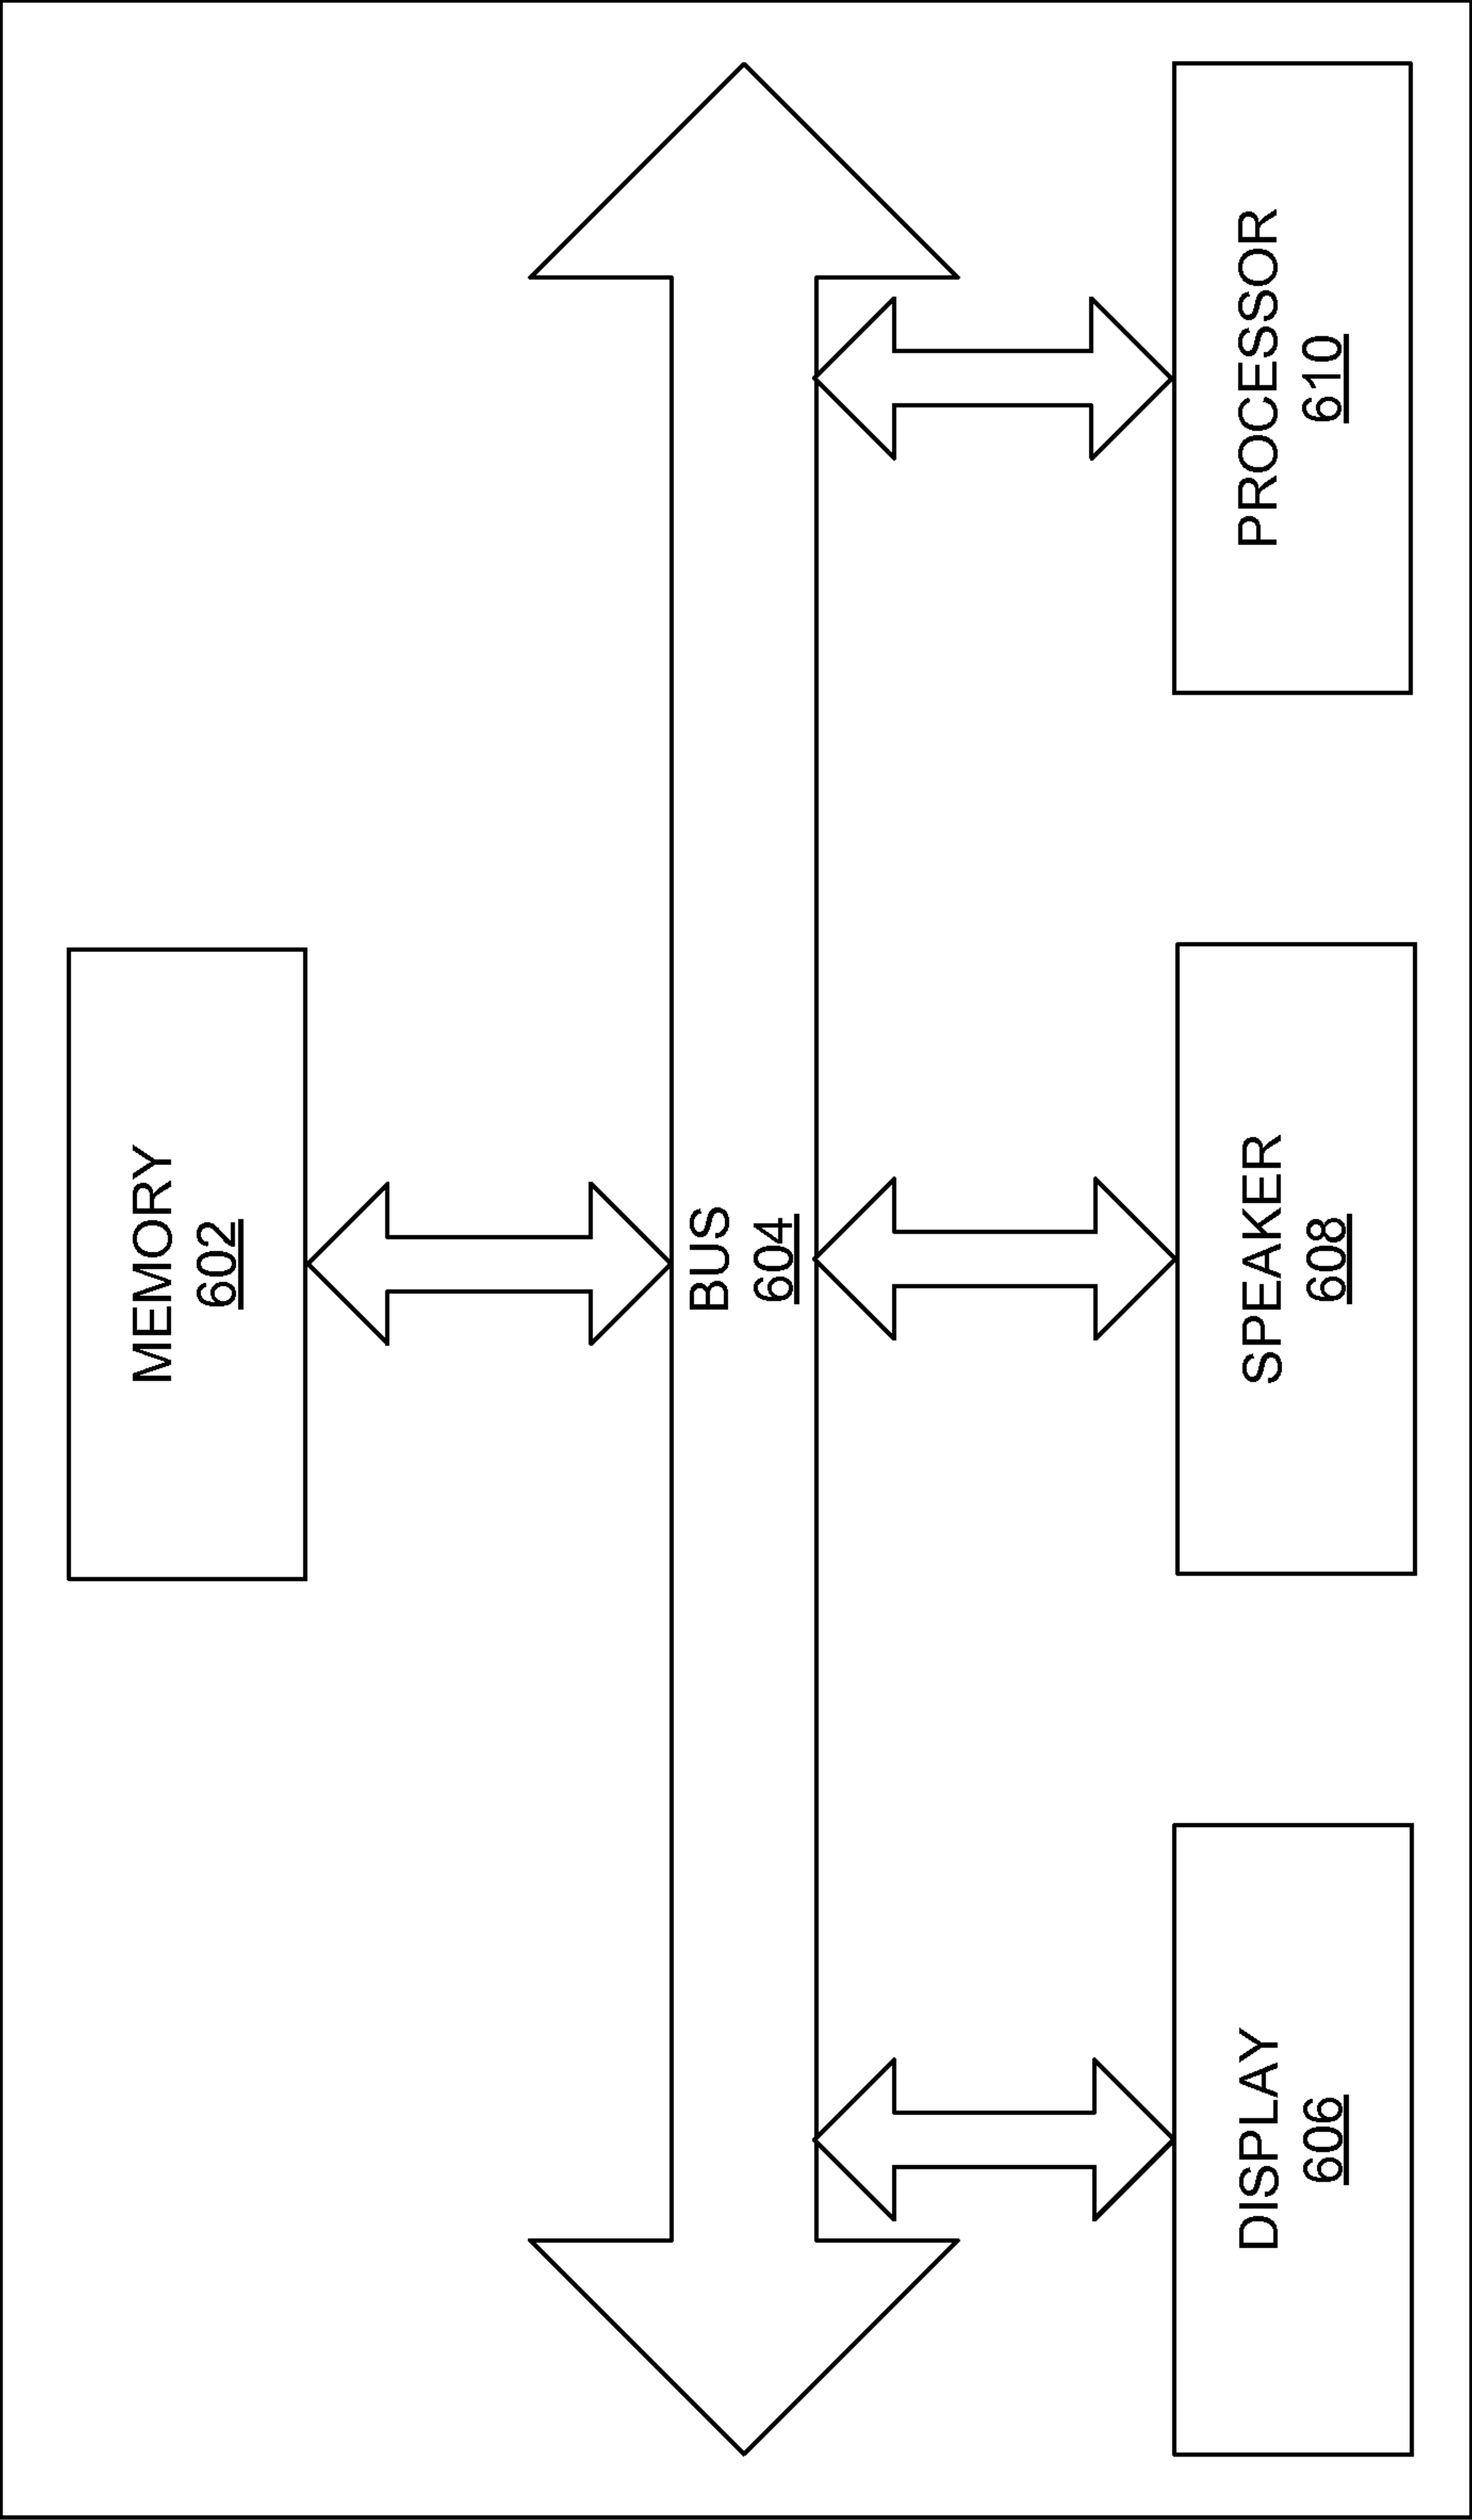 MEMORY
602
BUS
604
DISPLAY
606
SPEAKER
608
PROCESSOR
610